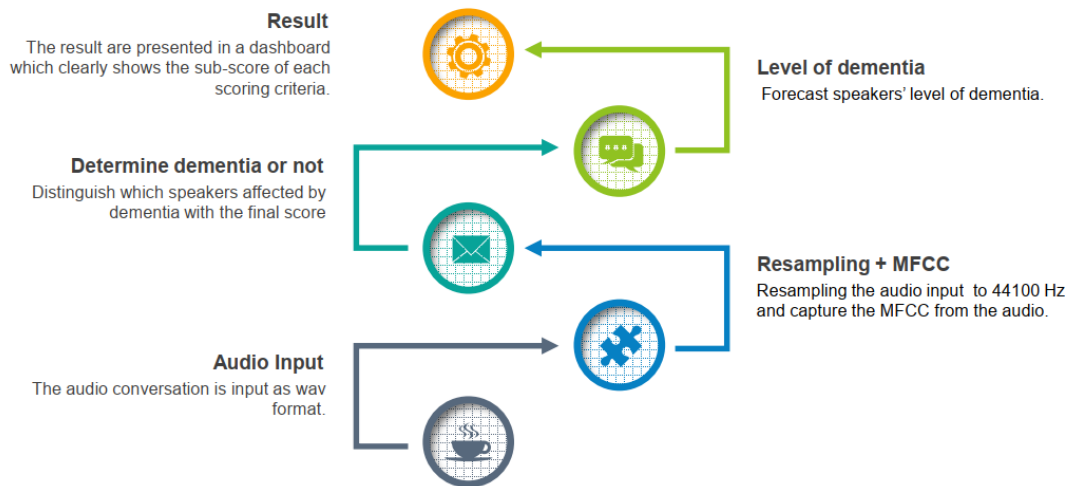 Result
The result are presented in a dashboard
which clearly shows the sub-score of each
scoring criteria.
Level of dementia
Forecast speakers' level of dementia.
Determine dementia or not
Distinguish which speakers affected by
dementia with the final score
Resampling + MFCC
Resampling the audio input to 44100 Hz
and capture the MFCC from the audio.
Audio Input
The audio conversation is input as wav
format.